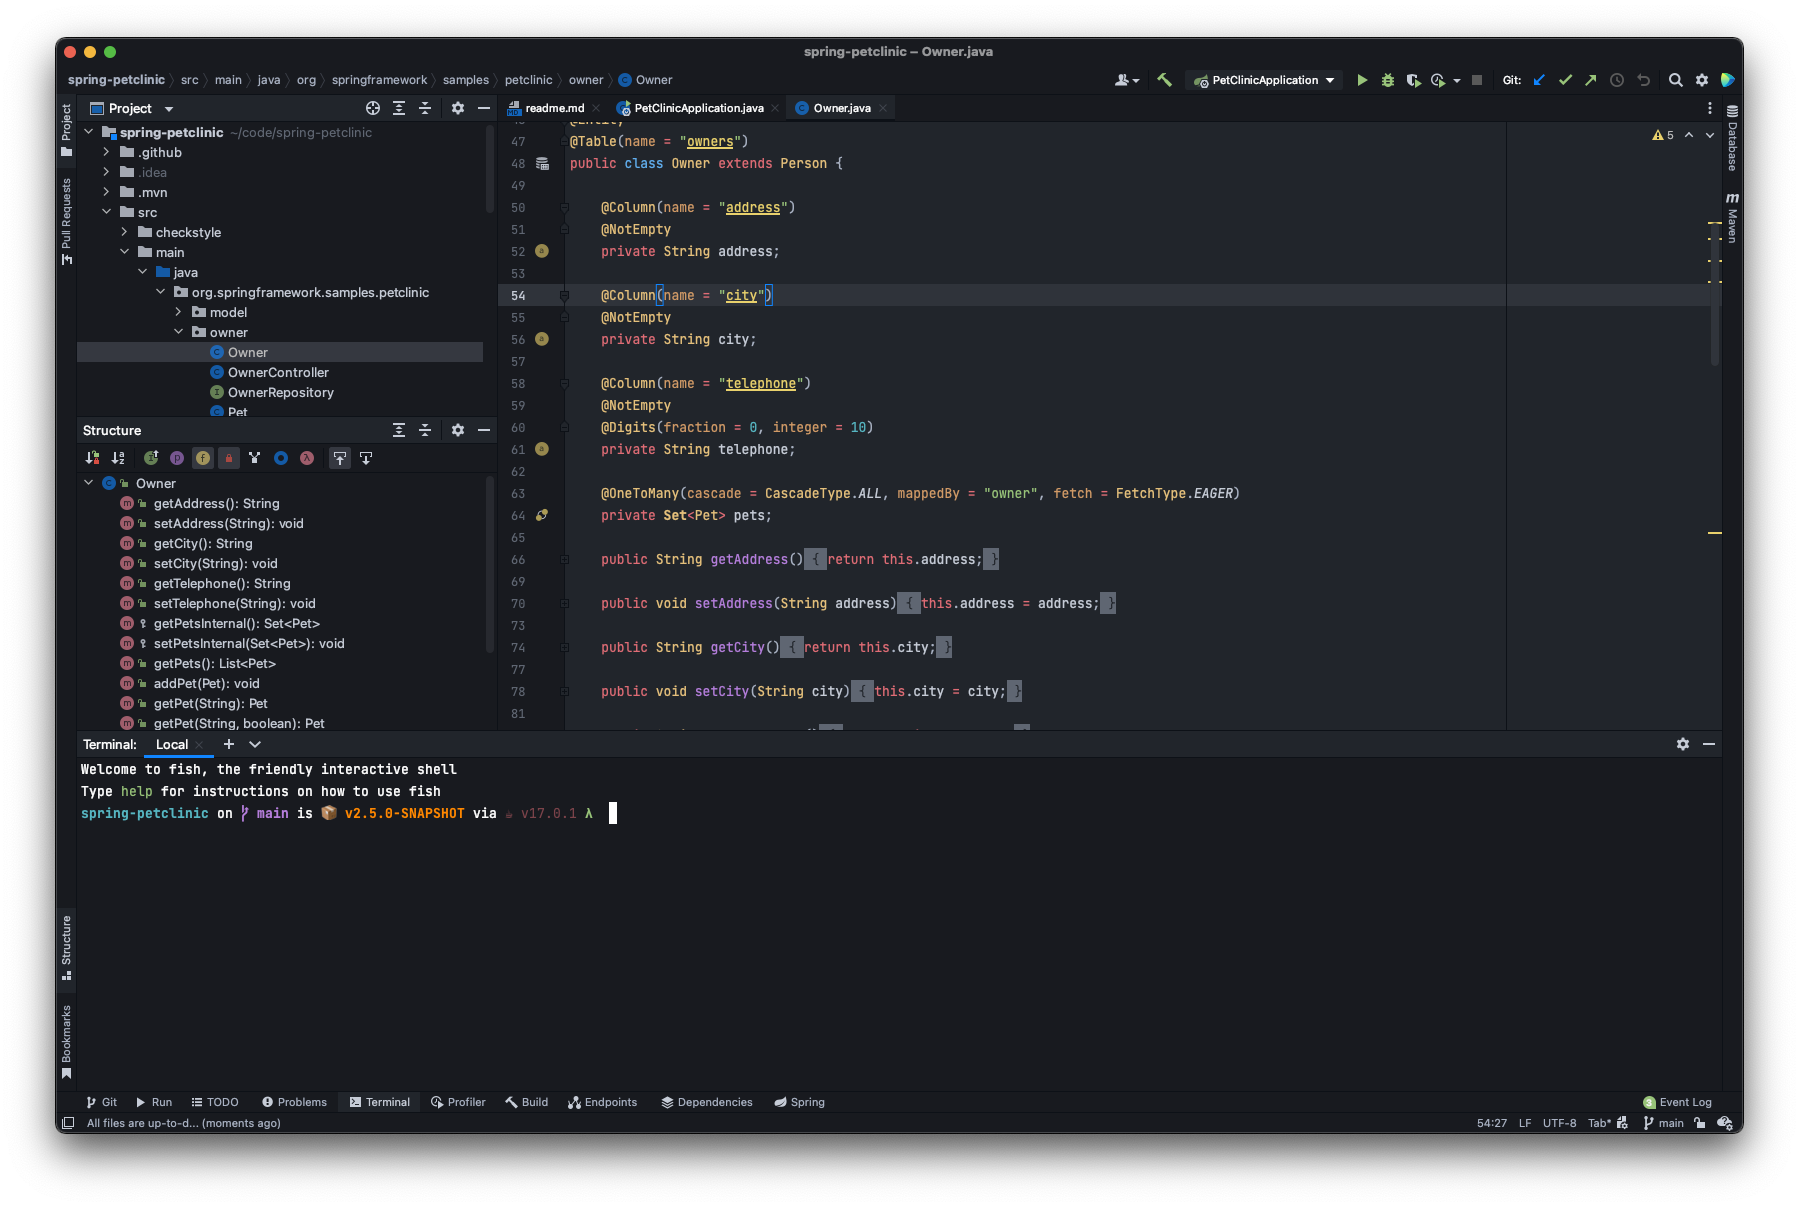 spring-petclinic – Owner.java
spring-petclinic src main java org springframework samples petclinic owner Owner
PetClinicApplication Git:
Project
Pull Requests
Structure
Bookmarks
Project
spring-petclinic ~/code/spring-petclinic
.github
.idea
.mvn
src
checkstyle
main
java
org.springframework.samples.petclinic
model
owner
Owner
OwnerController
OwnerRepository
Pet
Structure
Owner
getAddress(): String
setAddress(String): void
getCity(): String
setCity(String): void
getTelephone(): String
setTelephone(String): void
getPetsInternal(): Set<Pet>
setPetsInternal(Set<Pet>): void
getPets(): List<Pet>
addPet(Pet): void
getPet(String): Pet
getPet(String, boolean): Pet
readme.md PetClinicApplication.java Owner.java
5
@Entity
47 @Table(name = "owners")
48 public class Owner extends Person {
49
50 @Column(name = "address")
51 @NotEmpty
52 private String address;
53
54 @Column(name = "city")
55 @NotEmpty
56 private String city;
57
58 @Column(name = "telephone")
59 @NotEmpty
60 @Digits(fraction = 0, integer = 10)
61 private String telephone;
62
63 @OneToMany(cascade = CascadeType.ALL, mappedBy = "owner", fetch = FetchType.EAGER)
64 private Set<Pet> pets;
65
66 public String getAddress() { return this.address; }
69
70 public void setAddress(String address) { this.address = address; }
73
74 public String getCity() { return this.city; }
77
78 public void setCity(String city) { this.city = city; }
81
Database
Maven
Terminal: Local
Welcome to fish, the friendly interactive shell
Type help for instructions on how to use fish
spring-petclinic on main is 📦 v2.5.0-SNAPSHOT via ☕ v17.0.1 λ
Git Run TODO Problems Terminal Profiler Build Endpoints Dependencies Spring 3 Event Log
All files are up-to-d... (moments ago) 54:27 LF UTF-8 Tab* main